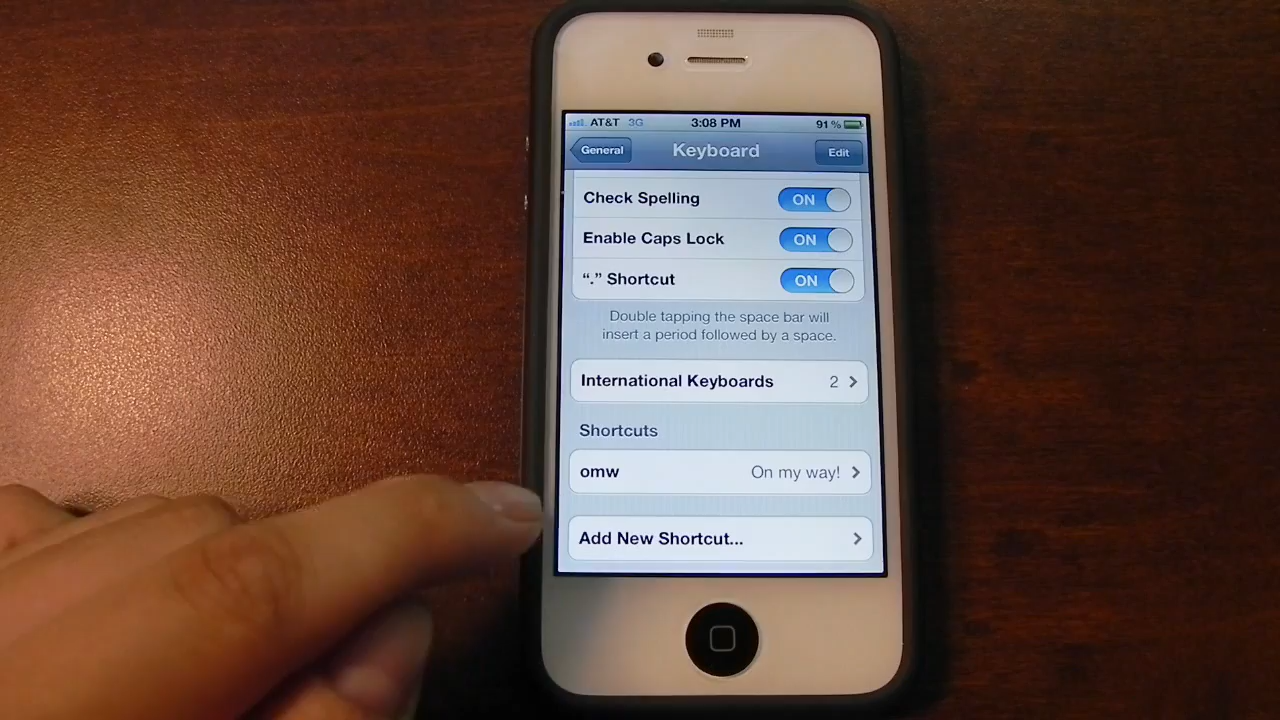 AT&T 3G 3:08 PM 91%
General Keyboard Edit
Check Spelling ON
Enable Caps Lock ON
“.” Shortcut ON
Double tapping the space bar will
insert a period followed by a space.
International Keyboards 2
Shortcuts
omw On my way!
Add New Shortcut...